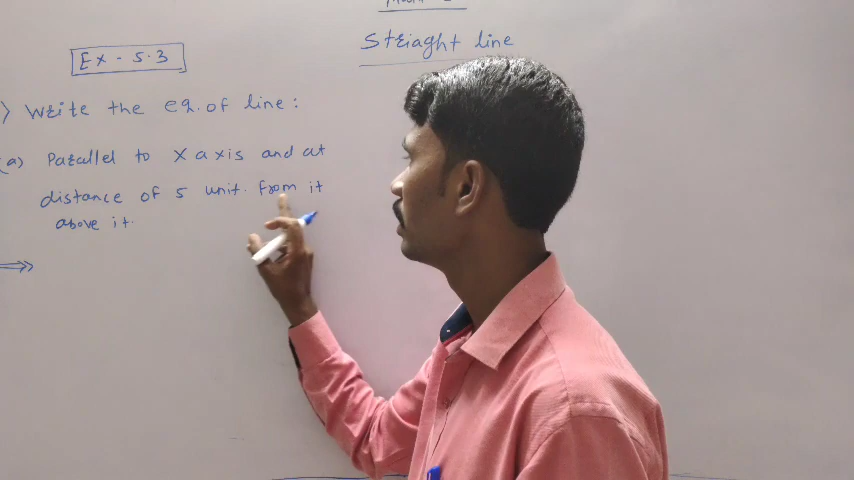 Straight line
Ex - 5.3
) Write the eq. of line :
(a) Parallel to X axis and at
distance of 5 unit. from it
above it.